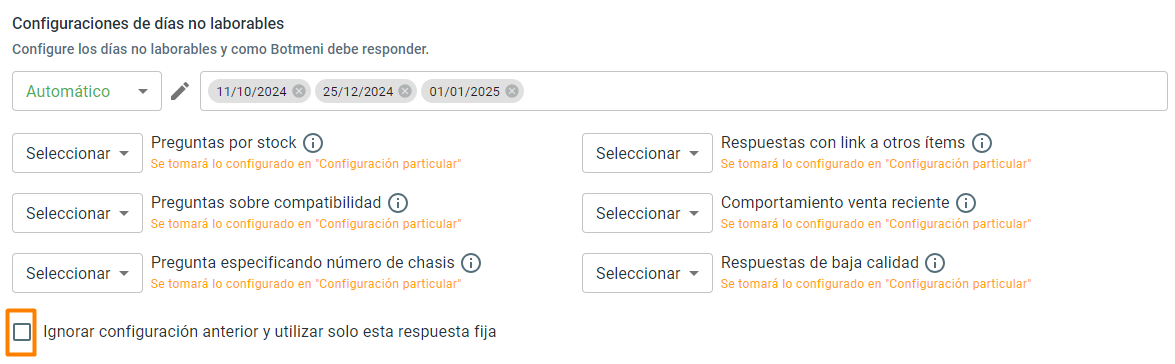 Configuraciones de días no laborables
Configure los días no laborables y como Botmeni debe responder.
Automático
11/10/2024
25/12/2024
01/01/2025
Seleccionar
Preguntas por stock
Se tomará lo configurado en "Configuración particular"
Seleccionar
Respuestas con link a otros ítems
Se tomará lo configurado en "Configuración particular"
Seleccionar
Preguntas sobre compatibilidad
Se tomará lo configurado en "Configuración particular"
Seleccionar
Comportamiento venta reciente
Se tomará lo configurado en "Configuración particular"
Seleccionar
Pregunta especificando número de chasis
Se tomará lo configurado en "Configuración particular"
Seleccionar
Respuestas de baja calidad
Se tomará lo configurado en "Configuración particular"
Ignorar configuración anterior y utilizar solo esta respuesta fija